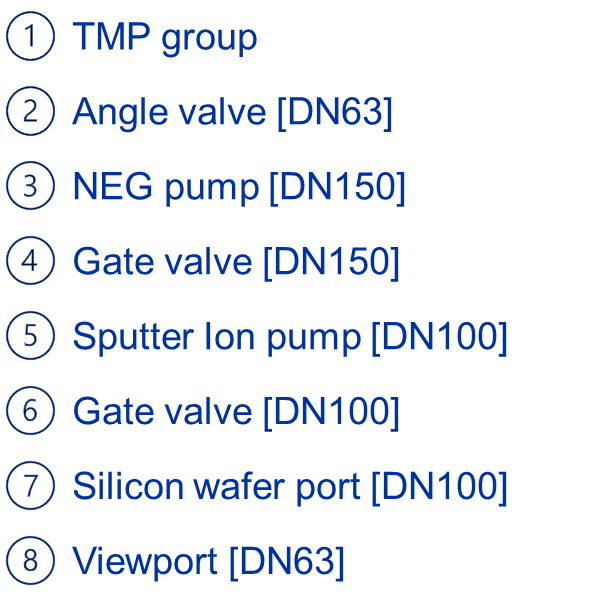 1 TMP group
2 Angle valve [DN63]
3 NEG pump [DN150]
4 Gate valve [DN150]
5 Sputter Ion pump [DN100]
6 Gate valve [DN100]
7 Silicon wafer port [DN100]
8 Viewport [DN63]